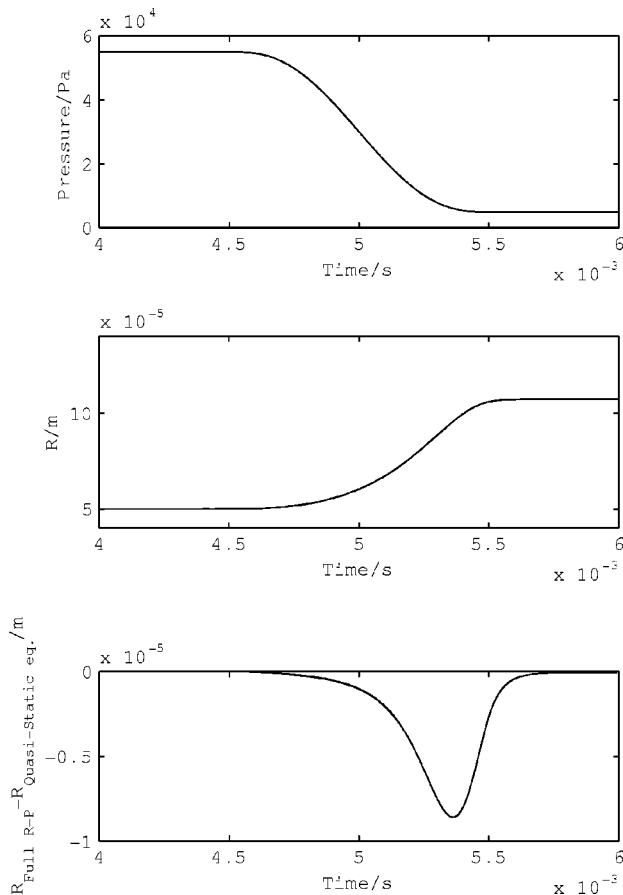 x 10⁻⁴
6
4
2
0
Pressure/Pa
4
4.5
5
5.5
6
Time/s
x 10⁻³
x 10⁻⁵
10
5
R/m
4
4.5
5
5.5
6
Time/s
x 10⁻³
x 10⁻⁵
0
-0.5
-1
R_Full R-P-R_Quasi-Static eq./m
4
4.5
5
5.5
6
Time/s
x 10⁻³